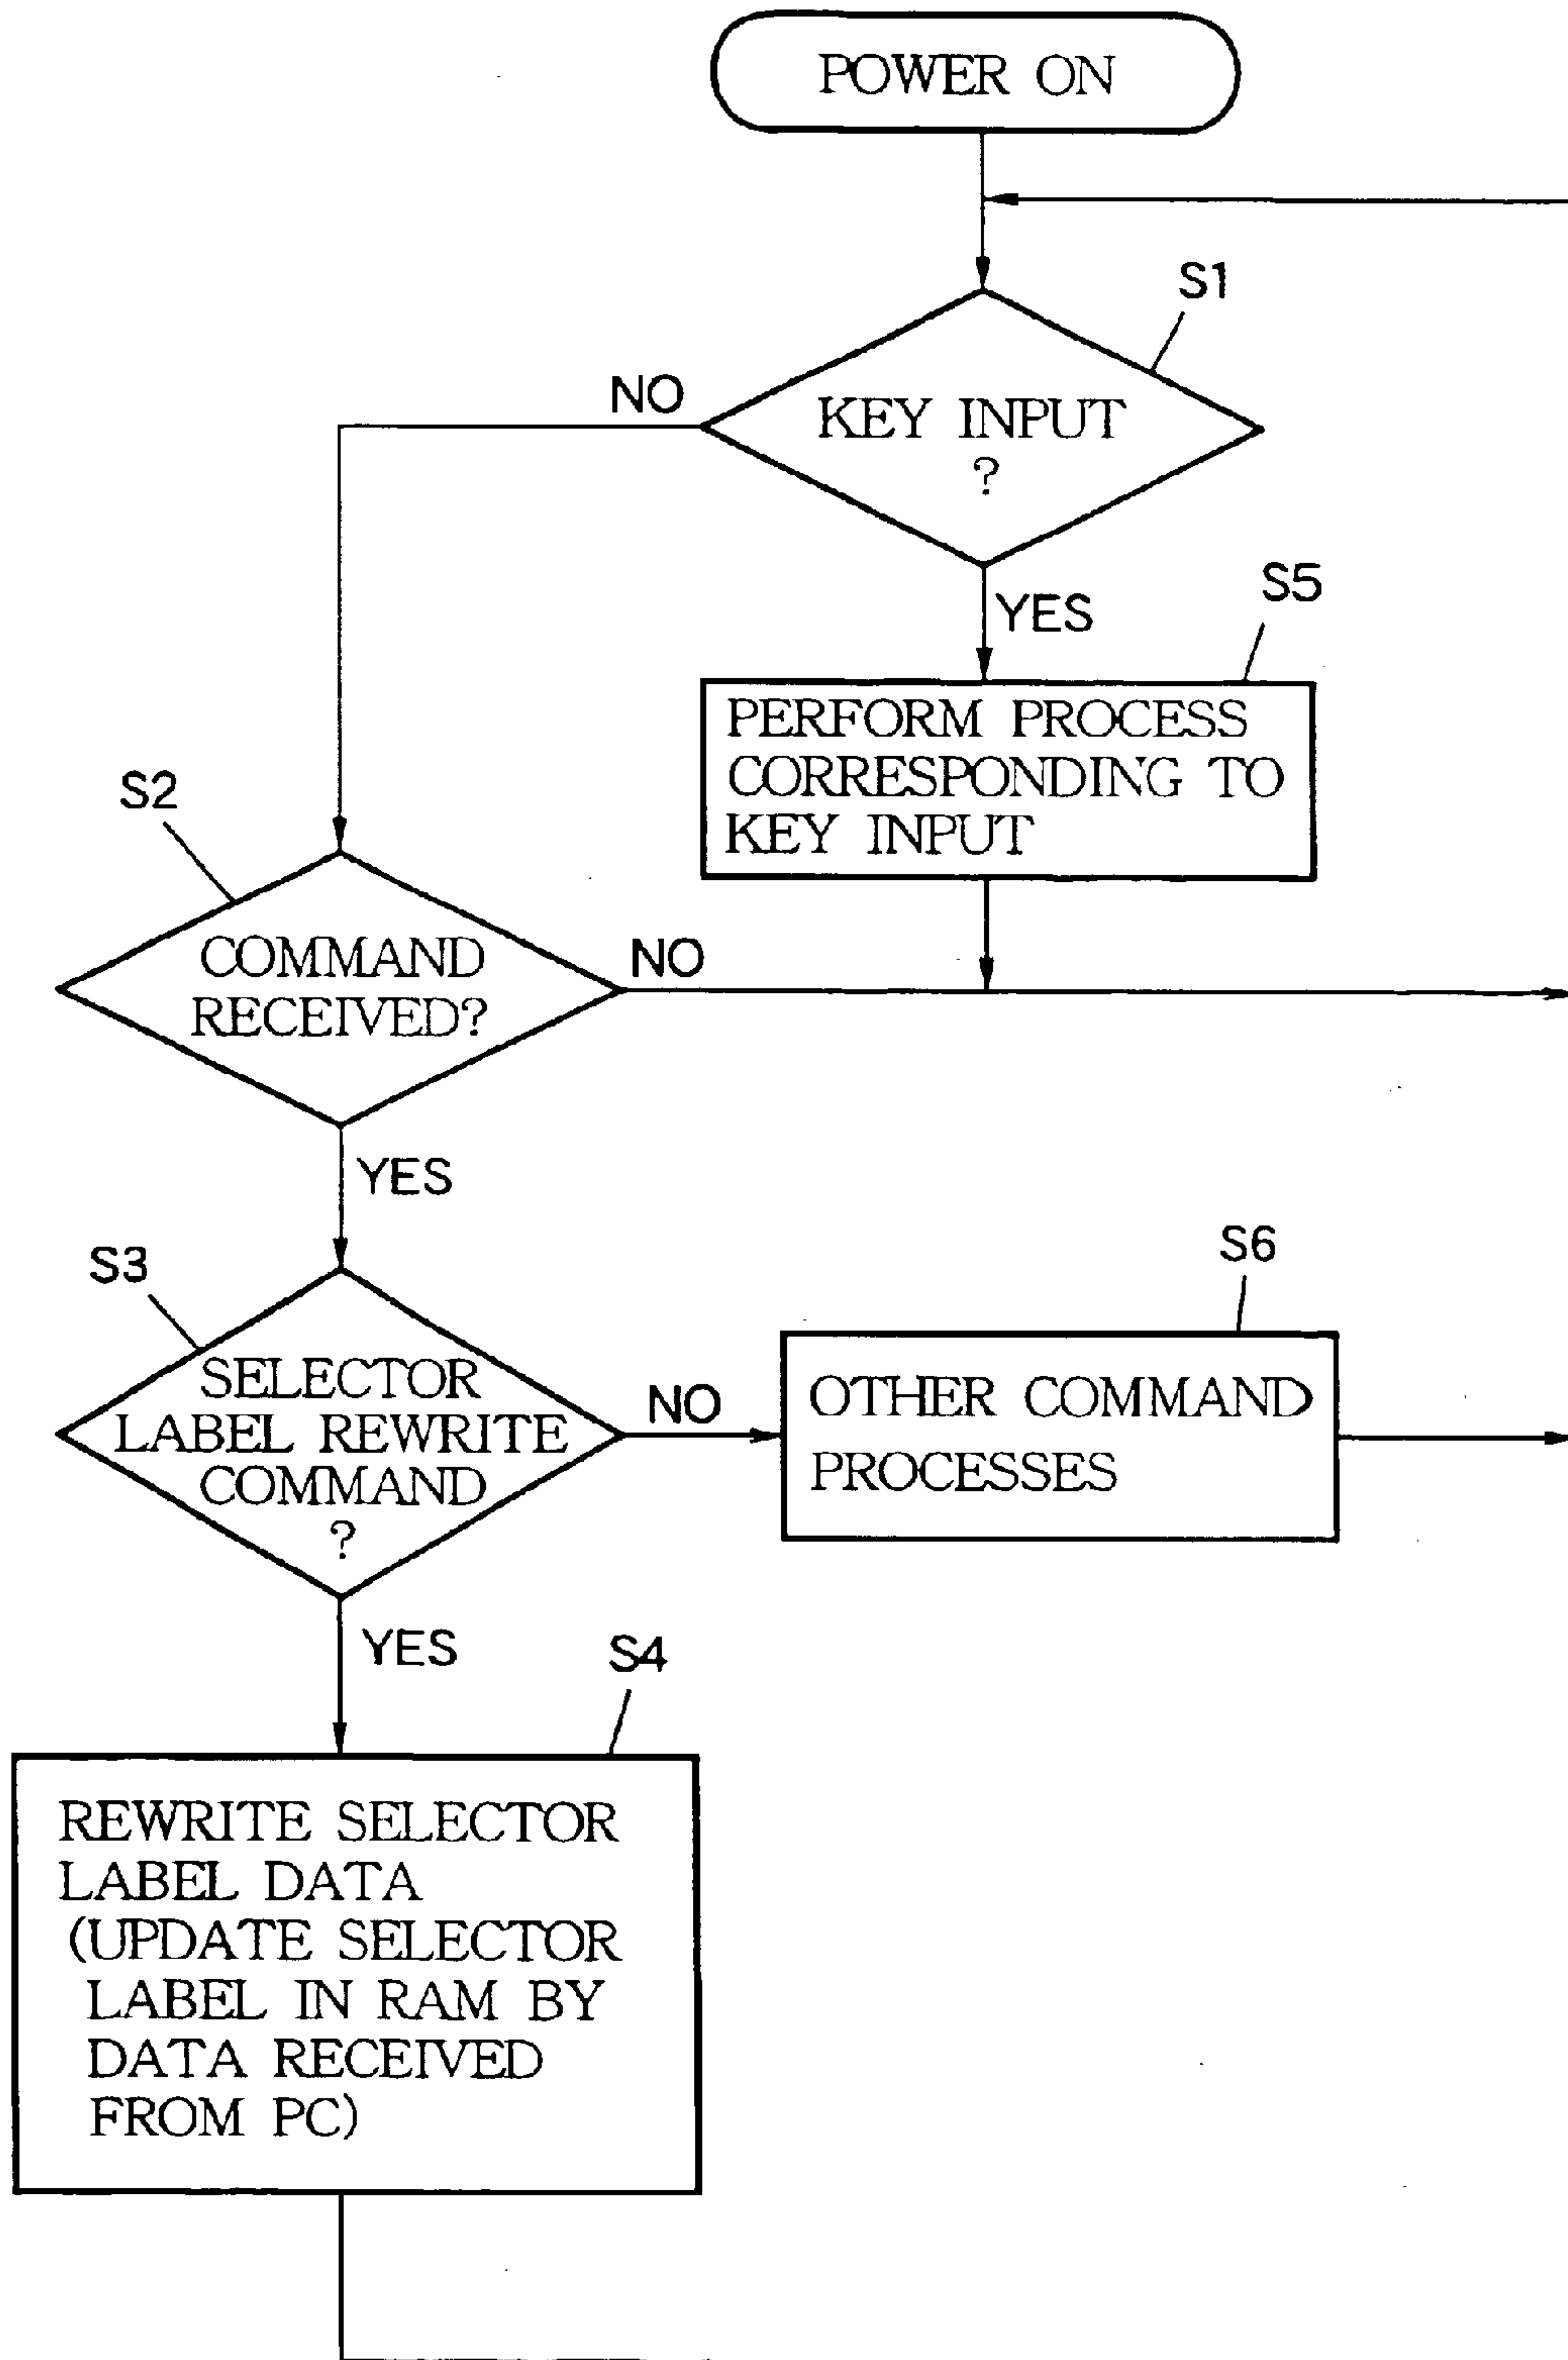 POWER ON
S1
NO
KEY INPUT
?
YES
S5
PERFORM PROCESS
CORRESPONDING TO
KEY INPUT
S2
COMMAND
RECEIVED?
NO
YES
S3
SELECTOR
LABEL REWRITE
COMMAND
?
NO
S6
OTHER COMMAND
PROCESSES
YES
S4
REWRITE SELECTOR
LABEL DATA
(UPDATE SELECTOR
LABEL IN RAM BY
DATA RECEIVED
FROM PC)